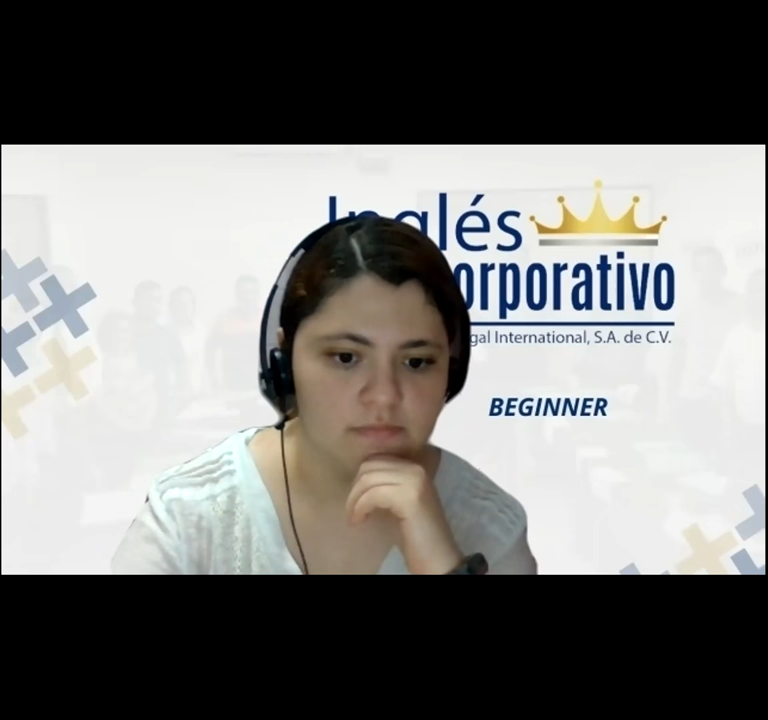 Inglés
orporativo
gal International, S.A. de C.V.
BEGINNER